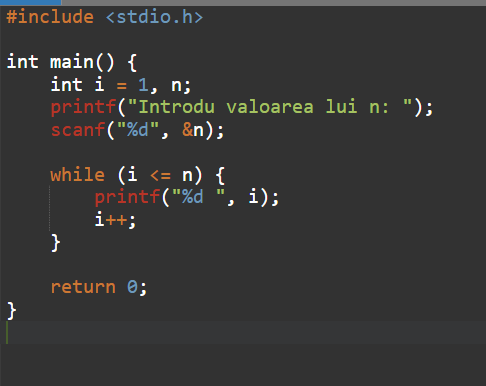 #include <stdio.h>
int main() {
    int i = 1, n;
    printf("Introdu valoarea lui n: ");
    scanf("%d", &n);
    while (i <= n) {
        printf("%d ", i);
        i++;
    }
    return 0;
}